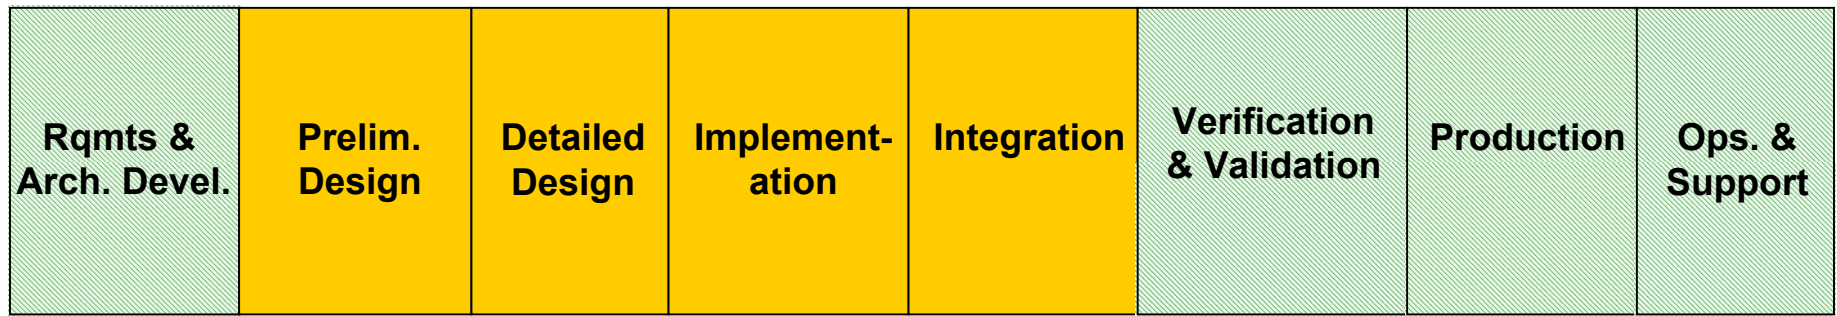 Rqmts &
Arch. Devel.
Prelim.
Design
Detailed
Design
Implement-
ation
Integration
Verification
& Validation
Production
Ops. &
Support